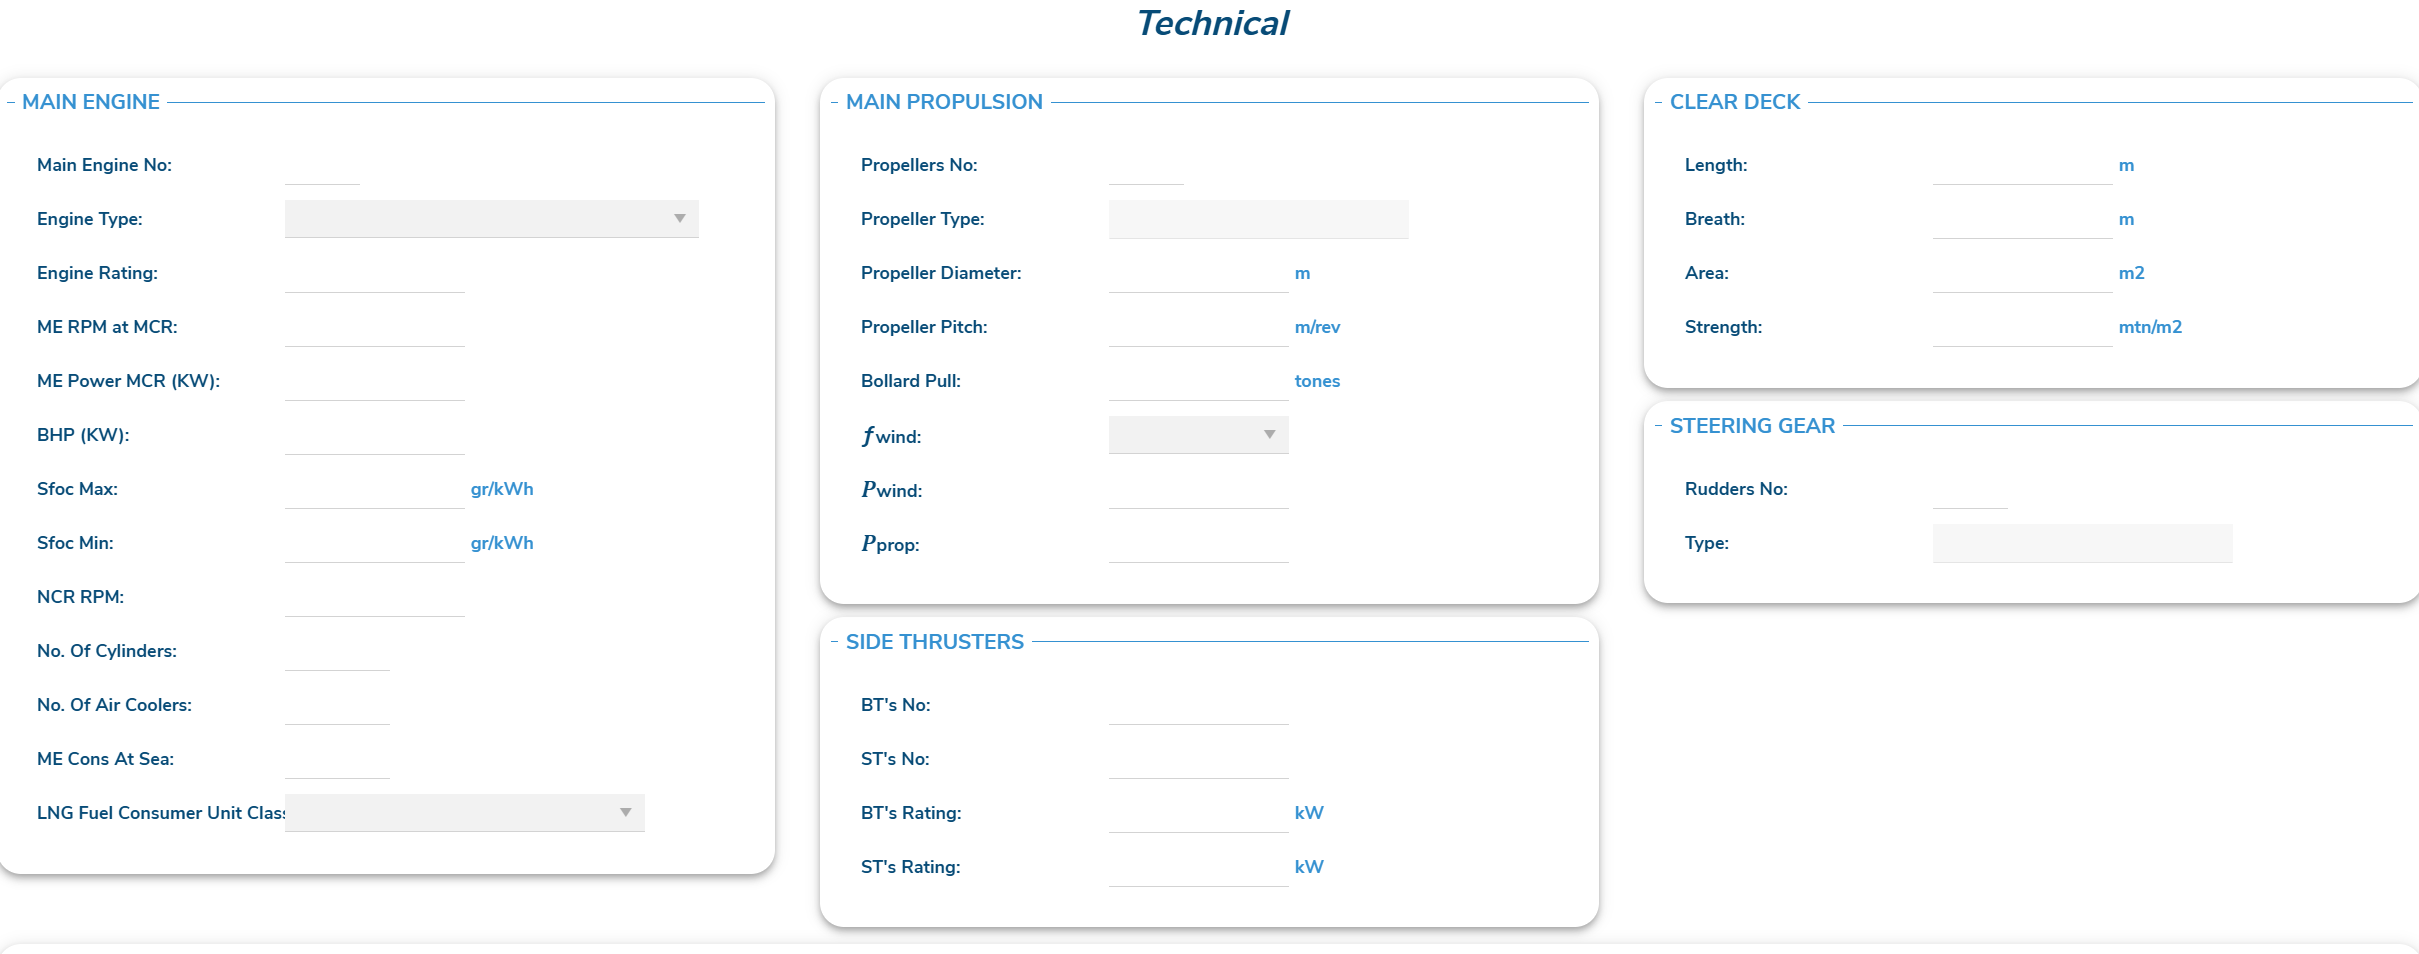 Technical
MAIN ENGINE
Main Engine No:
Engine Type:
Engine Rating:
ME RPM at MCR:
ME Power MCR (KW):
BHP (KW):
Sfoc Max: gr/kWh
Sfoc Min: gr/kWh
NCR RPM:
No. Of Cylinders:
No. Of Air Coolers:
ME Cons At Sea:
LNG Fuel Consumer Unit Class
MAIN PROPULSION
Propellers No:
Propeller Type:
Propeller Diameter: m
Propeller Pitch: m/rev
Bollard Pull: tones
fwind:
Pwind:
Pprop:
SIDE THRUSTERS
BT's No:
ST's No:
BT's Rating: kW
ST's Rating: kW
CLEAR DECK
Length: m
Breath: m
Area: m2
Strength: mtn/m2
STEERING GEAR
Rudders No:
Type: